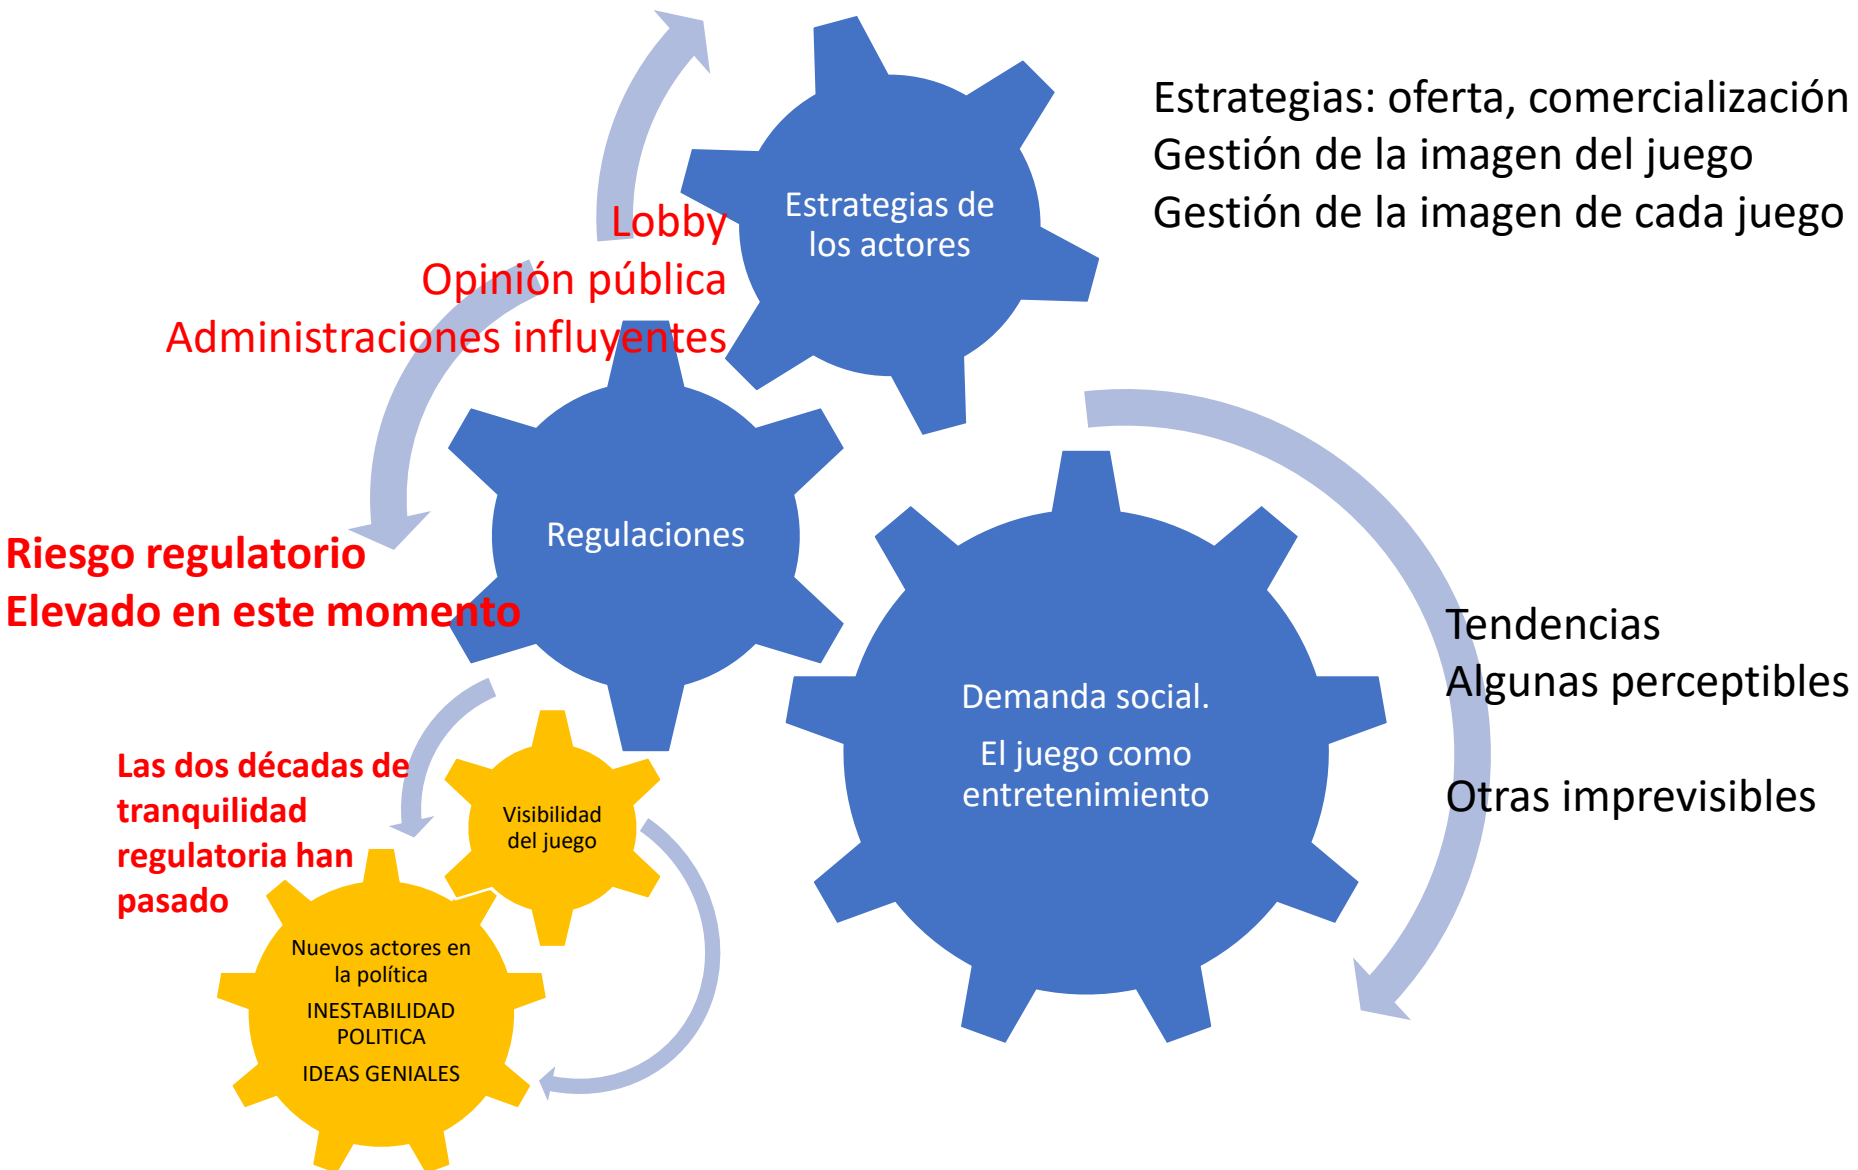 Estrategias: oferta, comercialización
Gestión de la imagen del juego
Gestión de la imagen de cada juego
Estrategias de
los actores
Lobby
Opinión pública
Administraciones influyentes
Regulaciones
Riesgo regulatorio
Elevado en este momento
Demanda social.
El juego como
entretenimiento
Tendencias
Algunas perceptibles
Otras imprevisibles
Las dos décadas de
tranquilidad
regulatoria han
pasado
Visibilidad
del juego
Nuevos actores en
la política
INESTABILIDAD
POLITICA
IDEAS GENIALES